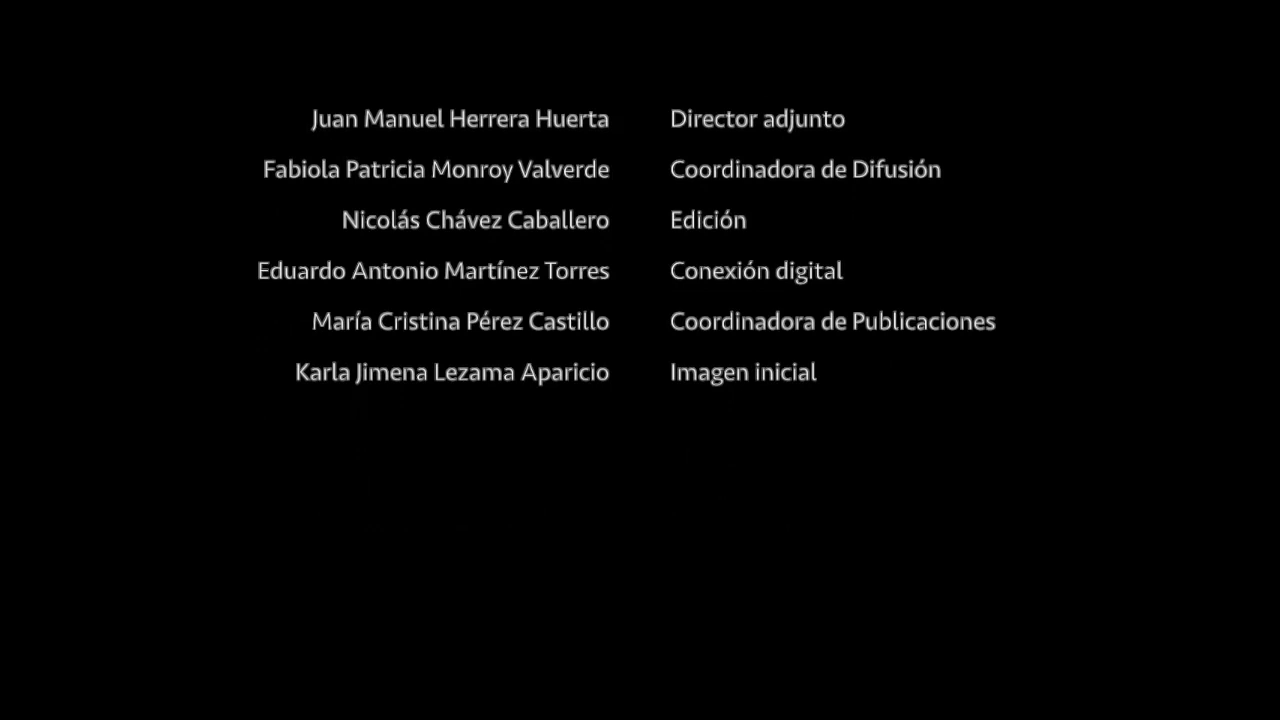 Juan Manuel Herrera Huerta Director adjunto
Fabiola Patricia Monroy Valverde Coordinadora de Difusión
Nicolás Chávez Caballero Edición
Eduardo Antonio Martínez Torres Conexión digital
María Cristina Pérez Castillo Coordinadora de Publicaciones
Karla Jimena Lezama Aparicio Imagen inicial